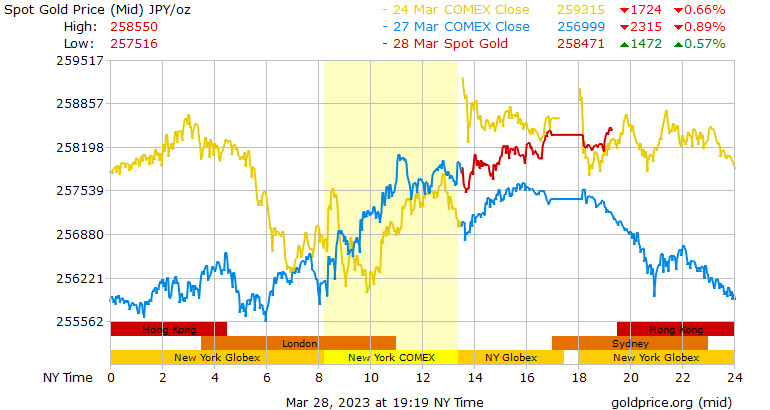 Spot Gold Price (Mid) JPY/oz - 24 Mar COMEX Close 259315 ▼1724 ▼0.66%
High: 258550 - 27 Mar COMEX Close 256999 ▼2315 ▼0.89%
Low: 257516 - 28 Mar Spot Gold 258471 ▲1472 ▲0.57%
259517
258857
258198
257539
256880
256221
255562
Hong Kong Hong Kong
London Sydney
New York Globex New York COMEX NY Globex New York Globex
NY Time 0 2 4 6 8 10 12 14 16 18 20 22 24
Mar 28, 2023 at 19:19 NY Time goldprice.org (mid)